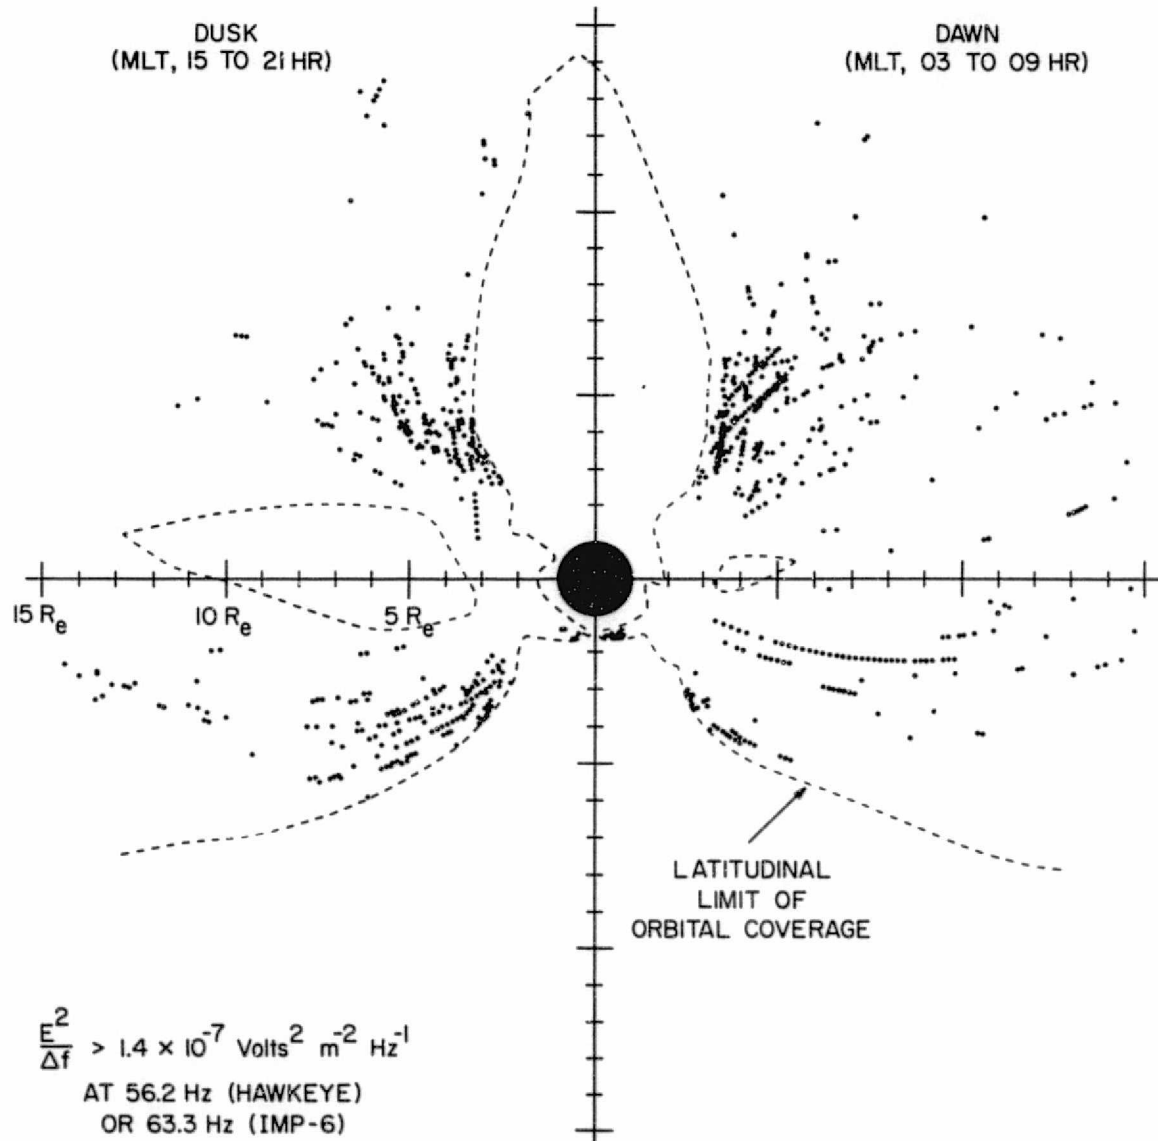 DUSK
(MLT, 15 TO 21 HR)
DAWN
(MLT, 03 TO 09 HR)
15 Re
10 Re
5 Re
LATITUDINAL
LIMIT OF
ORBITAL COVERAGE
E²/Δf > 1.4 × 10⁻⁷ Volts² m⁻² Hz⁻¹
AT 56.2 Hz (HAWKEYE)
OR 63.3 Hz (IMP-6)